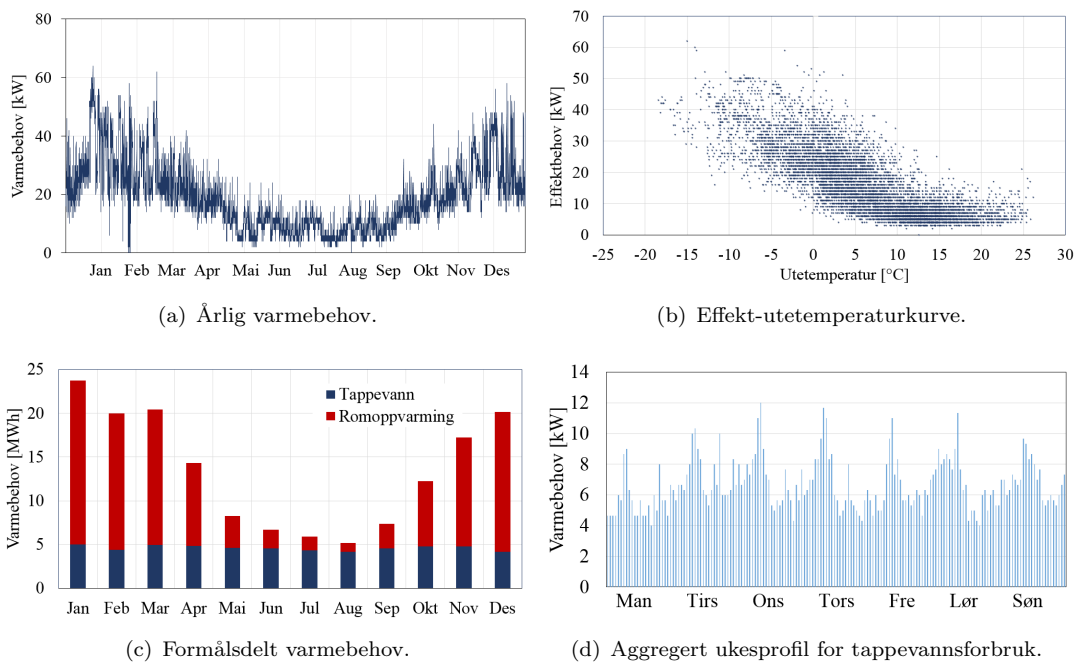 80
60
40
20
0
Varmebehov [kW]
Jan Feb Mar Apr Mai Jun Jul Aug Sep Okt Nov Des
(a) Årlig varmebehov.
70
60
50
40
30
20
10
0
Effektbehov [kW]
-25 -20 -15 -10 -5 0 5 10 15 20 25 30
Utetemperatur [°C]
(b) Effekt-utetemperaturkurve.
25
20
15
10
5
0
Varmebehov [MWh]
Tappevann
Romoppvarming
Jan Feb Mar Apr Mai Jun Jul Aug Sep Okt Nov Des
(c) Formålsdelt varmebehov.
14
12
10
8
6
4
2
0
Varmebehov [kW]
Man Tirs Ons Tors Fre Lør Søn
(d) Aggregert ukesprofil for tappevannsforbruk.